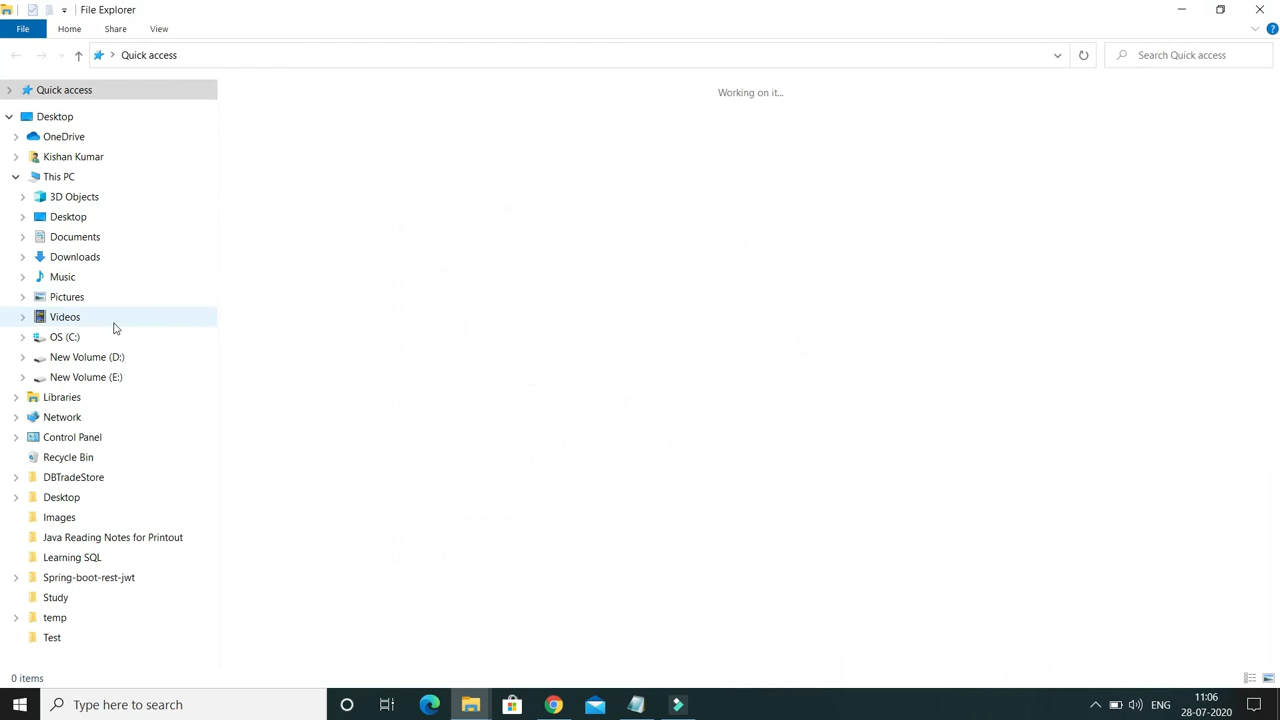 File Explorer
File Home Share View
Quick access Search Quick access
Quick access
Working on it...
Desktop
OneDrive
Kishan Kumar
This PC
3D Objects
Desktop
Documents
Downloads
Music
Pictures
Videos
OS (C:)
New Volume (D:)
New Volume (E:)
Libraries
Network
Control Panel
Recycle Bin
DBTradeStore
Desktop
Images
Java Reading Notes for Printout
Learning SQL
Spring-boot-rest-jwt
Study
temp
Test
0 items
Type here to search
ENG
11:06
28-07-2020